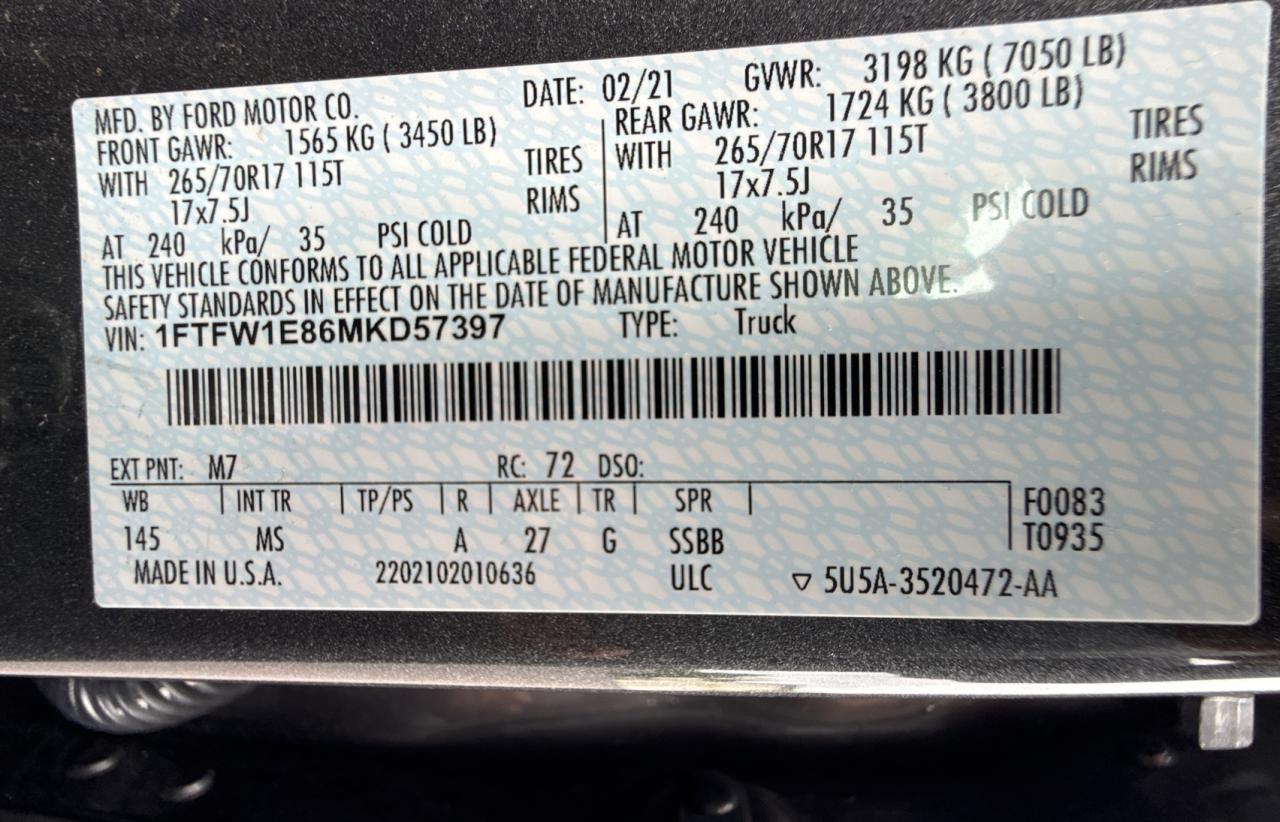 MFD. BY FORD MOTOR CO. DATE: 02/21 GVWR: 3198 KG ( 7050 LB)
FRONT GAWR: 1565 KG ( 3450 LB) REAR GAWR: 1724 KG ( 3800 LB)
WITH 265/70R17 115T TIRES WITH 265/70R17 115T TIRES
17x7.5J RIMS 17x7.5J RIMS
AT 240 kPa/ 35 PSI COLD AT 240 kPa/ 35 PSI COLD
THIS VEHICLE CONFORMS TO ALL APPLICABLE FEDERAL MOTOR VEHICLE
SAFETY STANDARDS IN EFFECT ON THE DATE OF MANUFACTURE SHOWN ABOVE.
VIN: 1FTFW1E86MKD57397 TYPE: Truck
EXT PNT: M7 RC: 72 DSO:
WB INT TR TP/PS R AXLE TR SPR F0083
145 MS A 27 G SSBB T0935
MADE IN U.S.A. 2202102010636 ULC ▽ 5U5A-3520472-AA